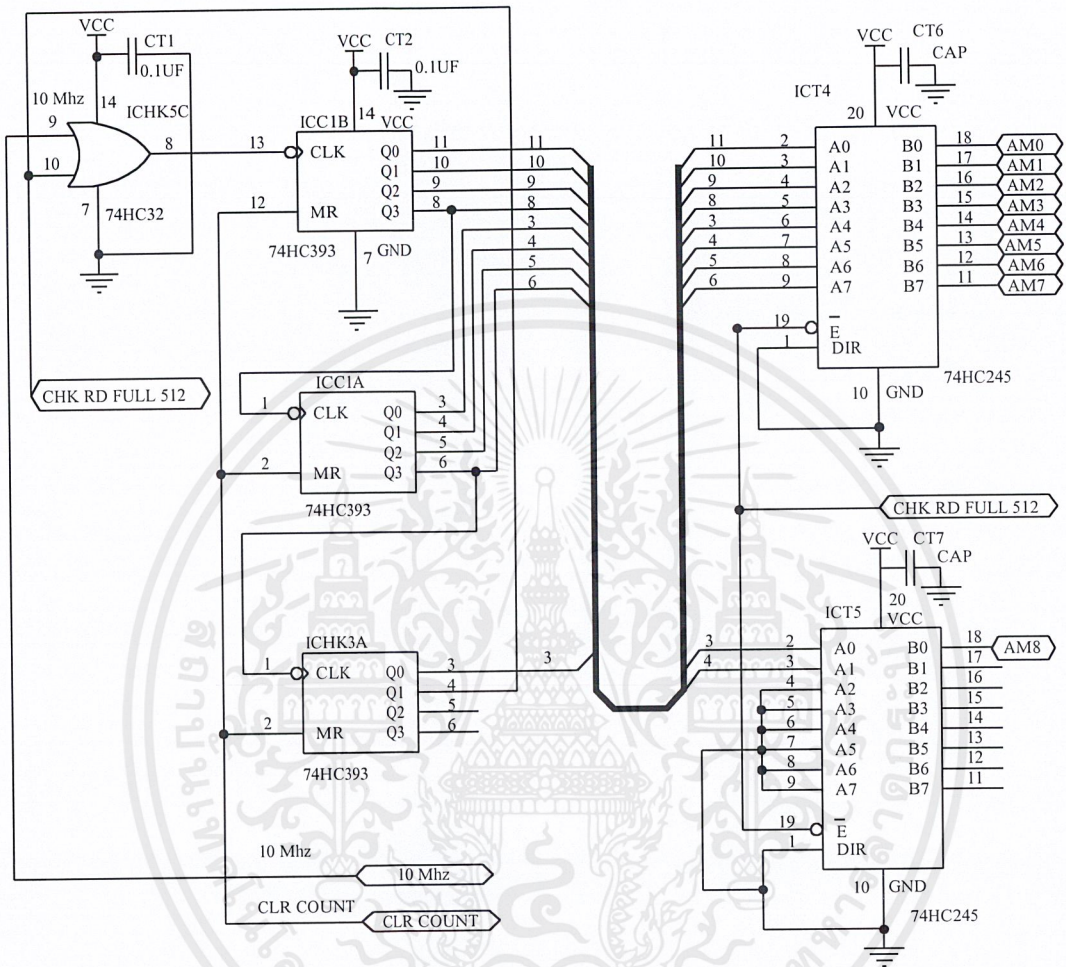 VCC
CT1
0.1UF
10 Mhz
14
ICHK5C
9
8
10
7
74HC32
VCC
CT2
0.1UF
14
ICC1B
VCC
13
CLK
Q0
11
11
Q1
10
10
Q2
9
9
12
MR
Q3
8
8
74HC393
7
GND
3
4
5
6
CHK RD FULL 512
ICC1A
1
CLK
Q0
3
Q1
4
Q2
5
2
MR
Q3
6
74HC393
ICHK3A
1
CLK
Q0
3
3
Q1
4
Q2
5
2
MR
Q3
6
74HC393
10 Mhz
10 Mhz
CLR COUNT
CLR COUNT
VCC
CT6
CAP
ICT4
20
VCC
11
2
A0
B0
18
AM0
10
3
A1
B1
17
AM1
9
4
A2
B2
16
AM2
8
5
A3
B3
15
AM3
3
6
A4
B4
14
AM4
4
7
A5
B5
13
AM5
5
8
A6
B6
12
AM6
6
9
A7
B7
11
AM7
19
E
1
DIR
74HC245
10
GND
CHK RD FULL 512
VCC
CT7
CAP
20
ICT5
VCC
3
2
A0
B0
18
AM8
4
3
A1
B1
17
4
A2
B2
16
5
A3
B3
15
6
A4
B4
14
7
A5
B5
13
8
A6
B6
12
9
A7
B7
11
19
E
1
DIR
10
GND
74HC245